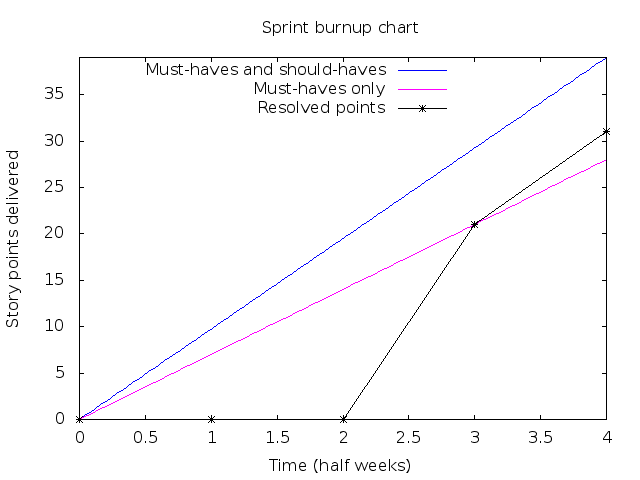 Sprint burnup chart
Must-haves and should-haves
Must-haves only
Resolved points
Story points delivered
35
30
25
20
15
10
5
0
0 0.5 1 1.5 2 2.5 3 3.5 4
Time (half weeks)